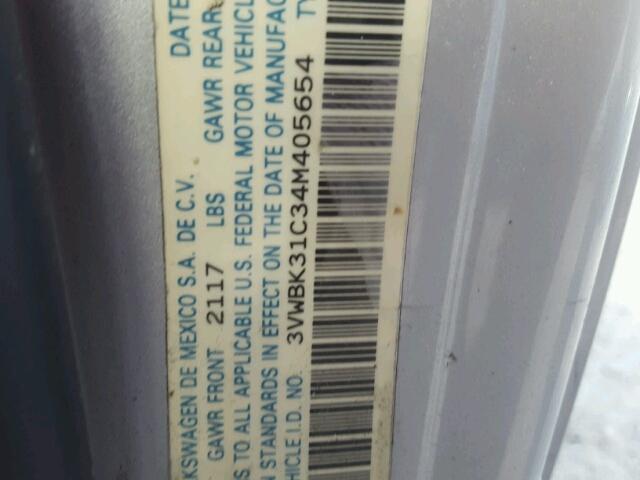 KSWAGEN DE MEXICO S.A. DE C.V. DATE
GAWR FRONT 2117 LBS GAWR REAR
S TO ALL APPLICABLE U.S. FEDERAL MOTOR VEHICL
N STANDARDS IN EFFECT ON THE DATE OF MANUFAC
HICLE I.D. NO. 3VWBK31C34M405654 TY